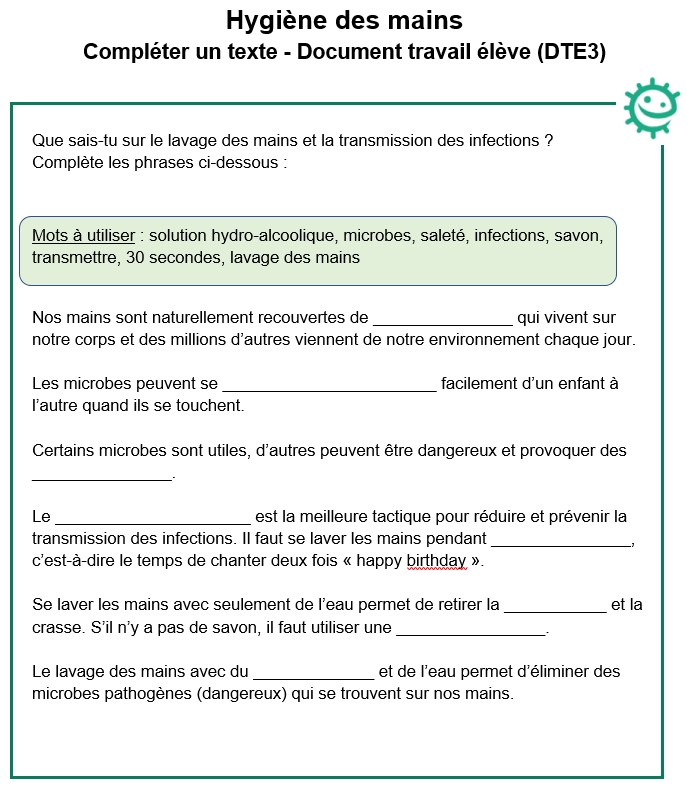 Hygiène des mains
Compléter un texte - Document travail élève (DTE3)
Que sais-tu sur le lavage des mains et la transmission des infections ?
Complète les phrases ci-dessous :
Mots à utiliser : solution hydro-alcoolique, microbes, saleté, infections, savon,
transmettre, 30 secondes, lavage des mains
Nos mains sont naturellement recouvertes de _______________ qui vivent sur
notre corps et des millions d’autres viennent de notre environnement chaque jour.
Les microbes peuvent se _______________________ facilement d’un enfant à
l’autre quand ils se touchent.
Certains microbes sont utiles, d’autres peuvent être dangereux et provoquer des
_______________.
Le _____________________ est la meilleure tactique pour réduire et prévenir la
transmission des infections. Il faut se laver les mains pendant _______________,
c’est-à-dire le temps de chanter deux fois « happy birthday ».
Se laver les mains avec seulement de l’eau permet de retirer la ___________ et la
crasse. S’il n’y a pas de savon, il faut utiliser une ________________.
Le lavage des mains avec du _____________ et de l’eau permet d’éliminer des
microbes pathogènes (dangereux) qui se trouvent sur nos mains.